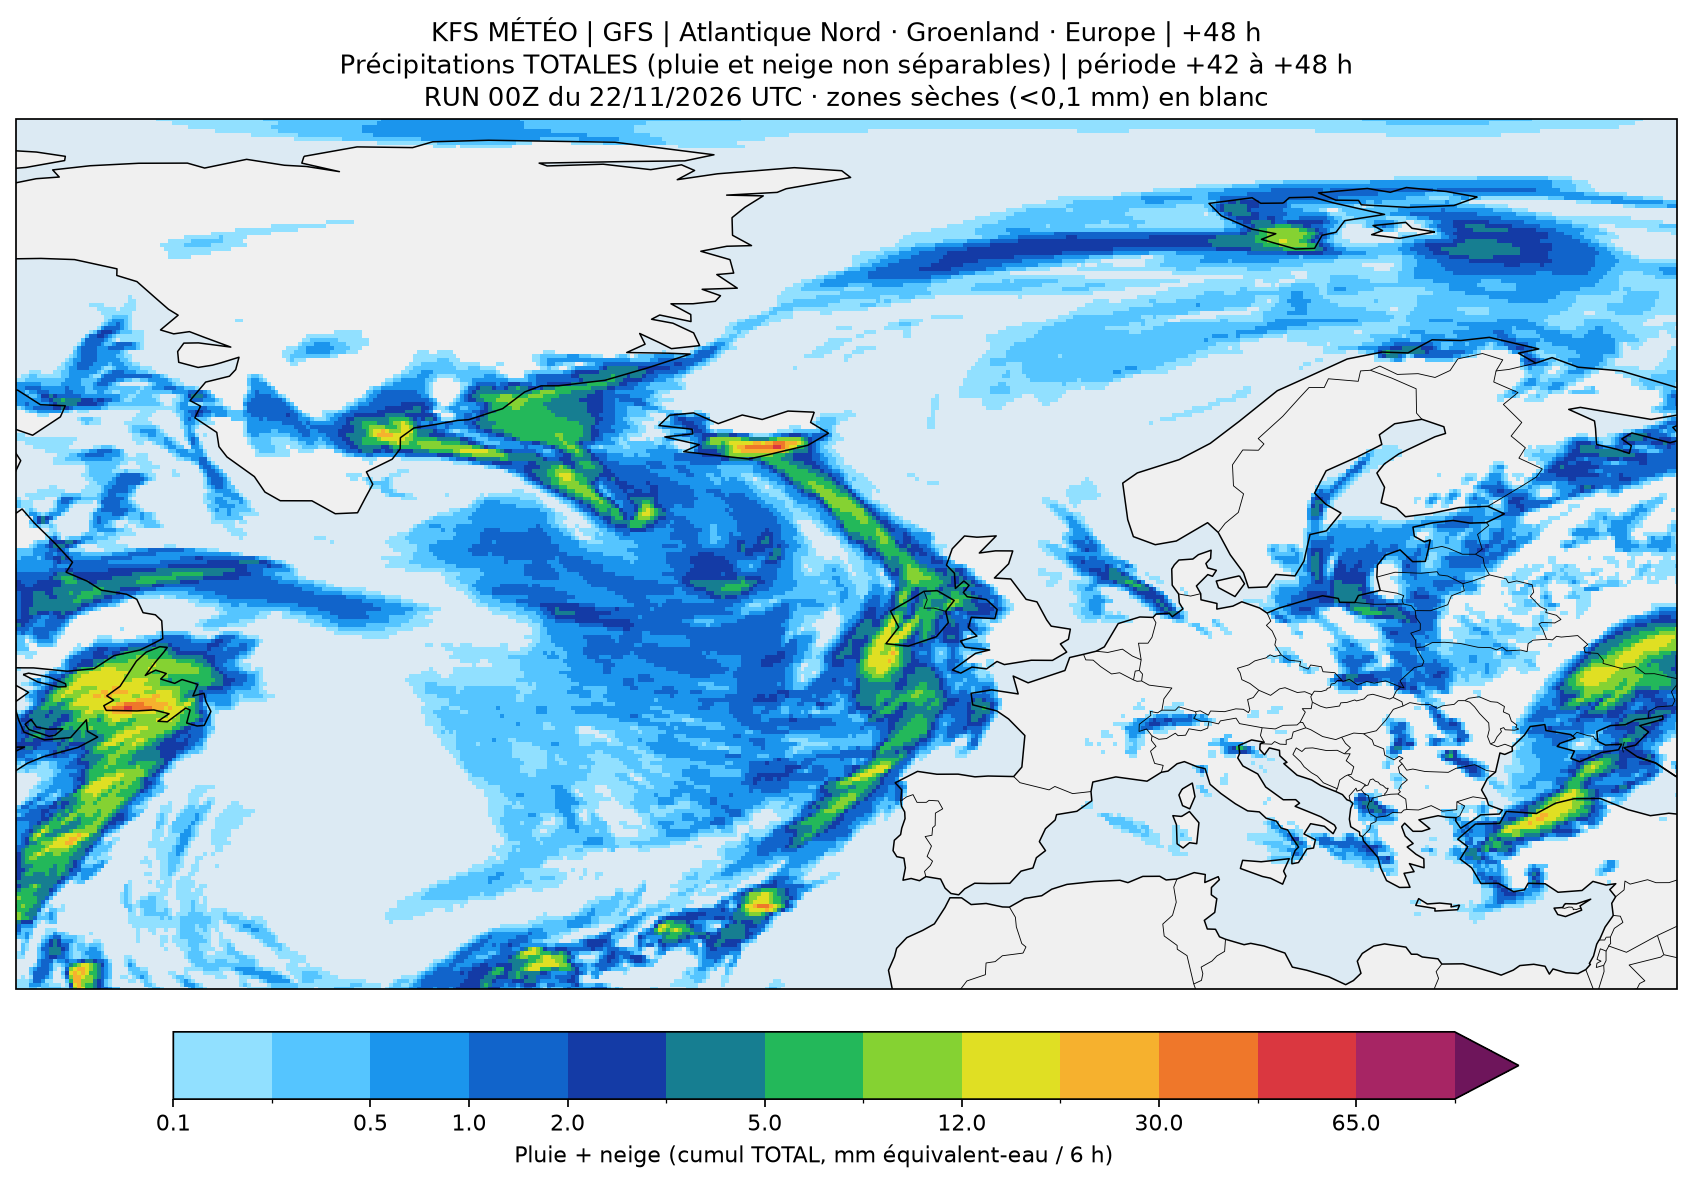 KFS MÉTÉO | GFS | Atlantique Nord · Groenland · Europe | +48 h
Précipitations TOTALES (pluie et neige non séparables) | période +42 à +48 h
RUN 00Z du 22/11/2026 UTC · zones sèches (<0,1 mm) en blanc
0.1 0.5 1.0 2.0 5.0 12.0 30.0 65.0
Pluie + neige (cumul TOTAL, mm équivalent-eau / 6 h)